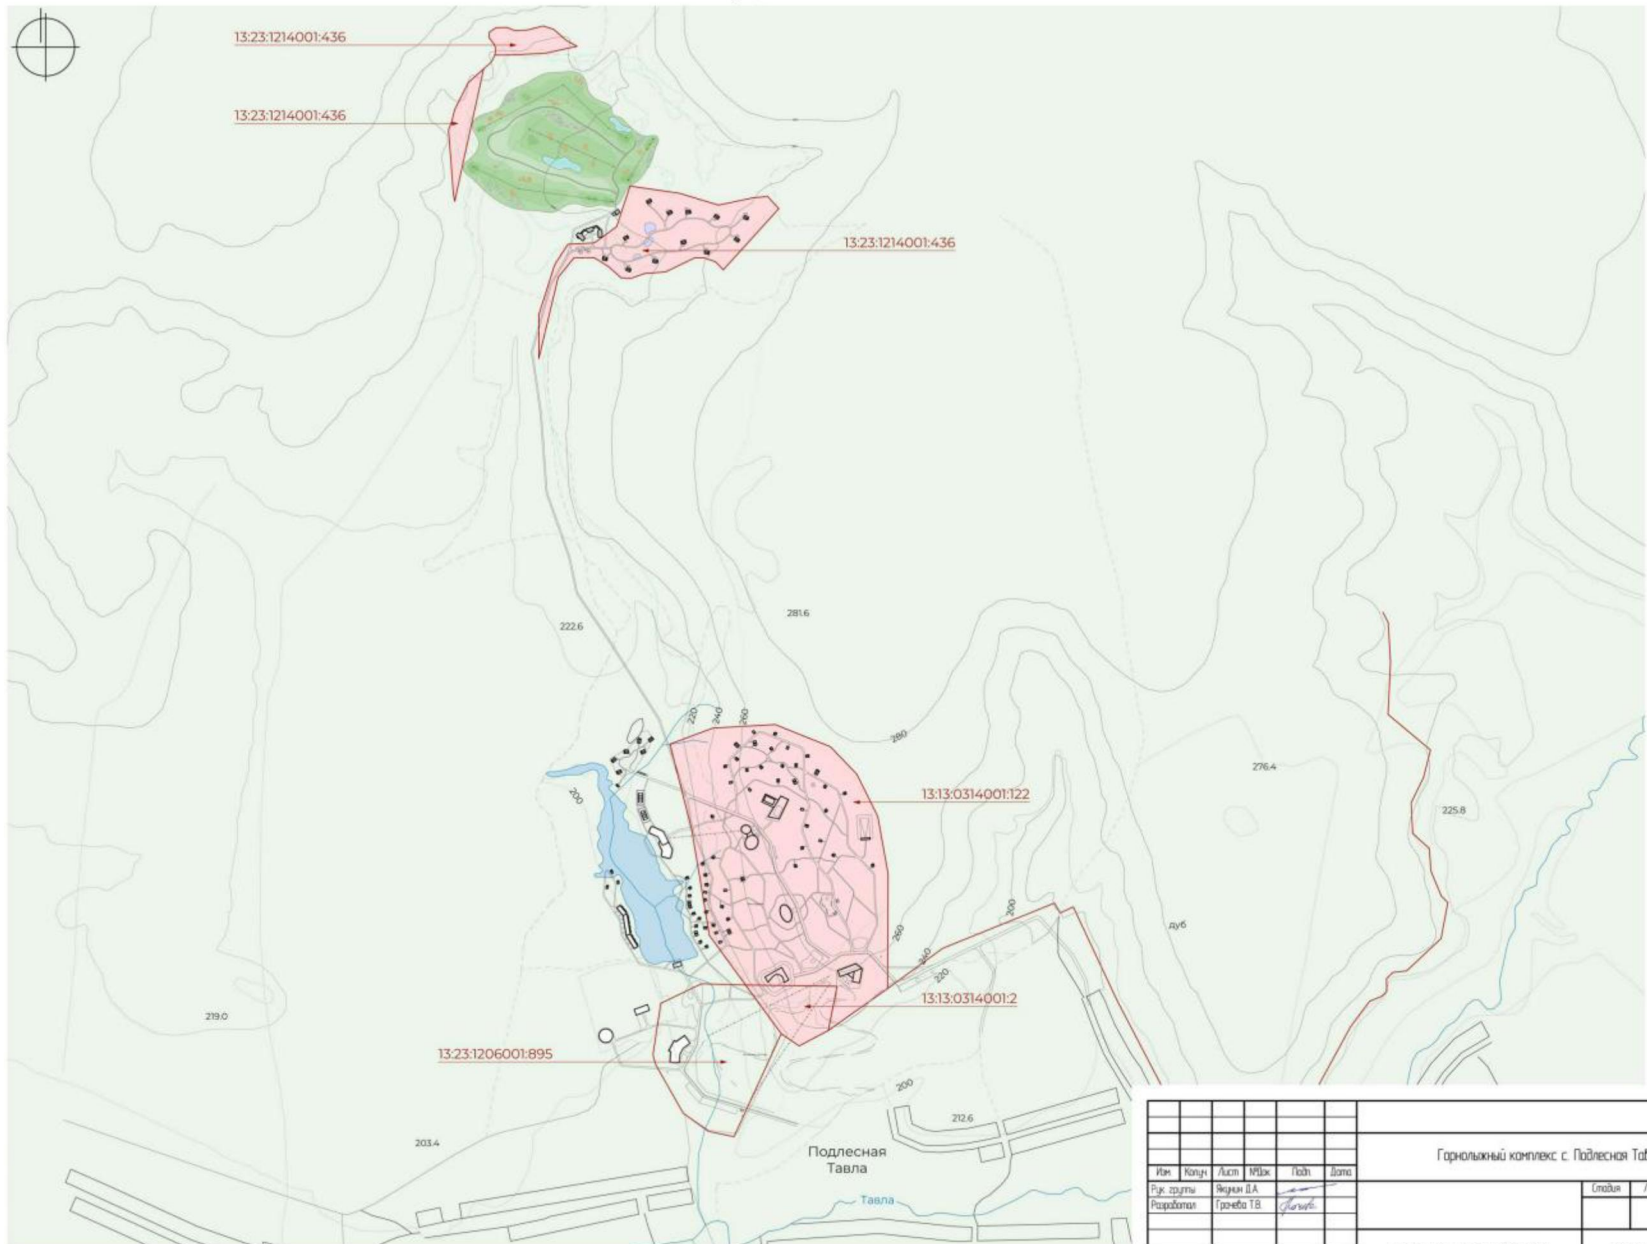 13:23:1214001:436
13:23:1214001:436
13:23:1214001:436
222.6
281.6
220
240
260
280
276.4
200
13:13:0314001:122
225.8
200
дуб
260
240
220
13:13:0314001:2
219.0
13:23:1206001:895
200
212.6
203.4
Подлесная
Тавла
Тавла
Горнолыжный комплекс с. Подлесная Тав
Изм. Колуч Лист №Док Подп. Дата
Рук. группы Якунин Д.А. Стадия
Разработал Грачева Т.В.